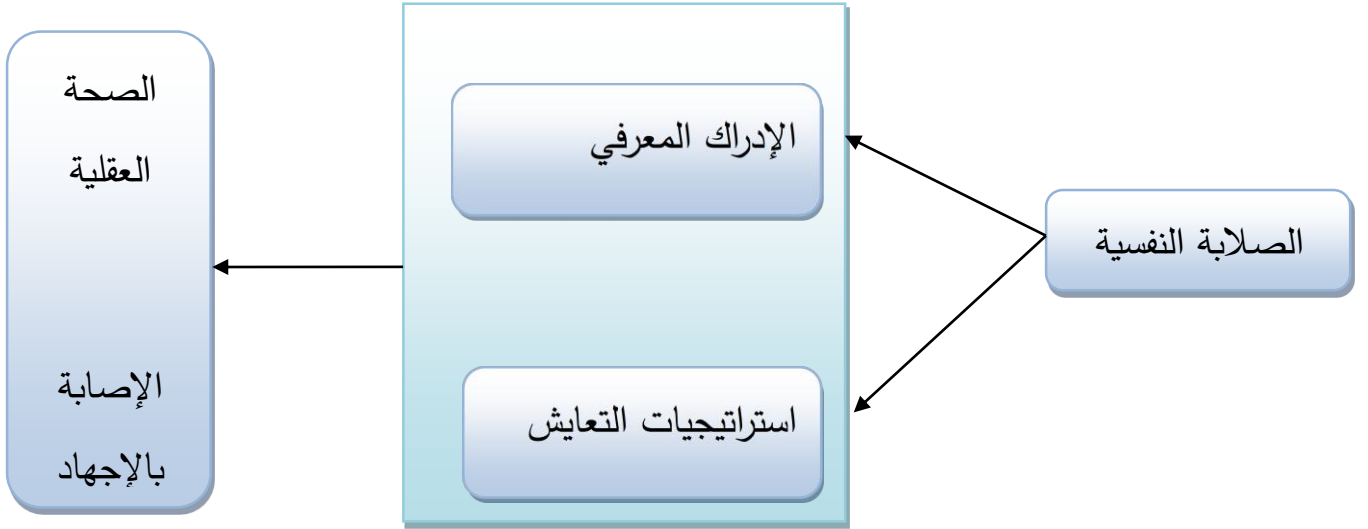 الصلابة النفسية
الإدراك المعرفي
استراتيجيات التعايش
الصحة
العقلية
الإصابة
بالإجهاد